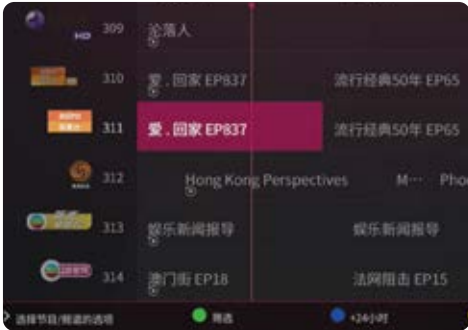 HD 309 沦落人
310 爱.回家 EP837 流行经典50年 EP65
311 爱.回家 EP837 流行经典50年 EP65
312 Hong Kong Perspectives M… Pho
313 娱乐新闻报导 娱乐新闻报导
314 澳门街 EP18 法网阻击 EP15
选择节目/频道的选项 筛选 +24小时